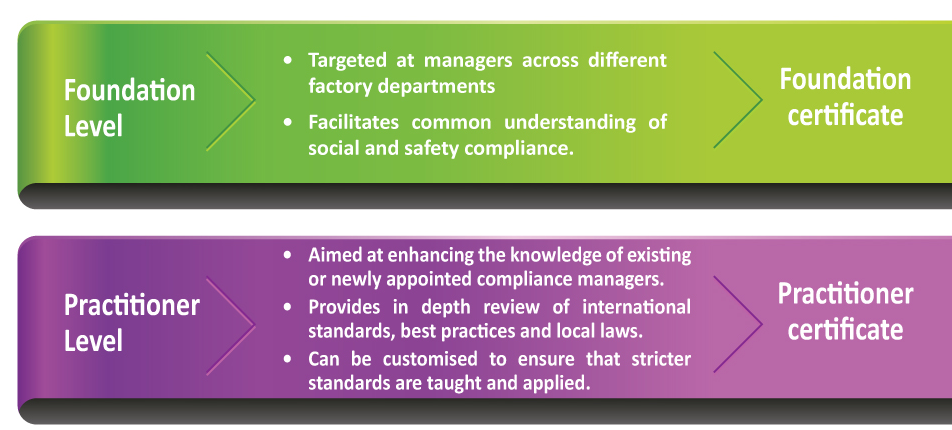 Foundation
Level
• Targeted at managers across different
factory departments
• Facilitates common understanding of
social and safety compliance.
Foundation
certificate
Practitioner
Level
• Aimed at enhancing the knowledge of existing
or newly appointed compliance managers.
• Provides in depth review of international
standards, best practices and local laws.
• Can be customised to ensure that stricter
standards are taught and applied.
Practitioner
certificate